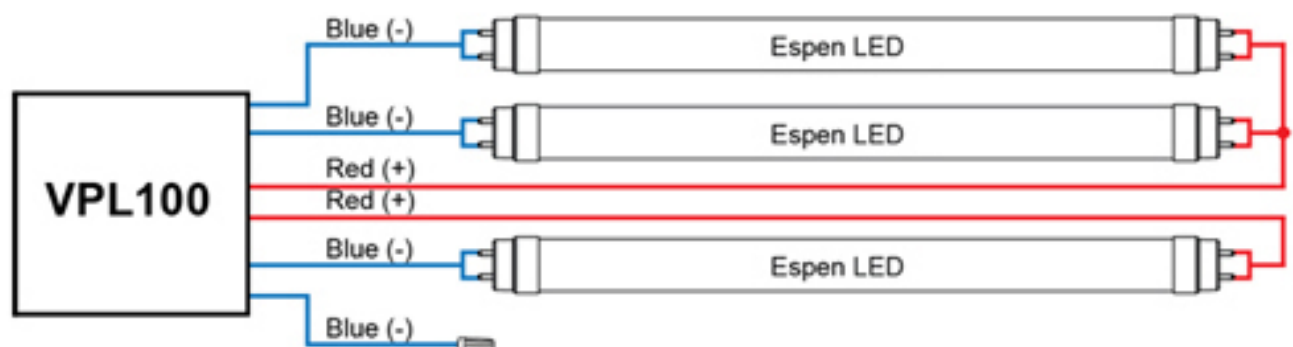 Blue (-)
Espen LED
Blue (-)
Espen LED
Red (+)
VPL100
Red (+)
Blue (-)
Espen LED
Blue (-)